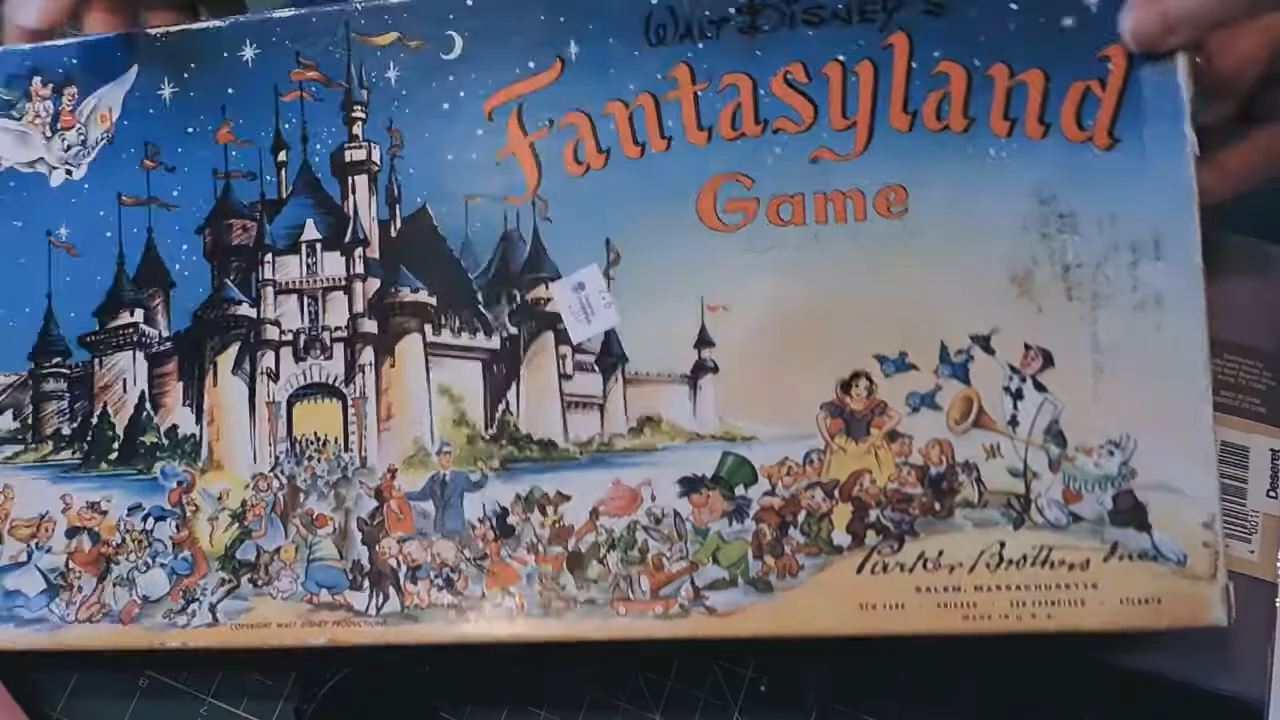 WALT DISNEY'S
Fantasyland
Game
Parker Brothers Inc.
SALEM, MASSACHUSETTS
NEW YORK · CHICAGO · SAN FRANCISCO · ATLANTA
MADE IN U.S.A.
COPYRIGHT WALT DISNEY PRODUCTIONS
Deseret